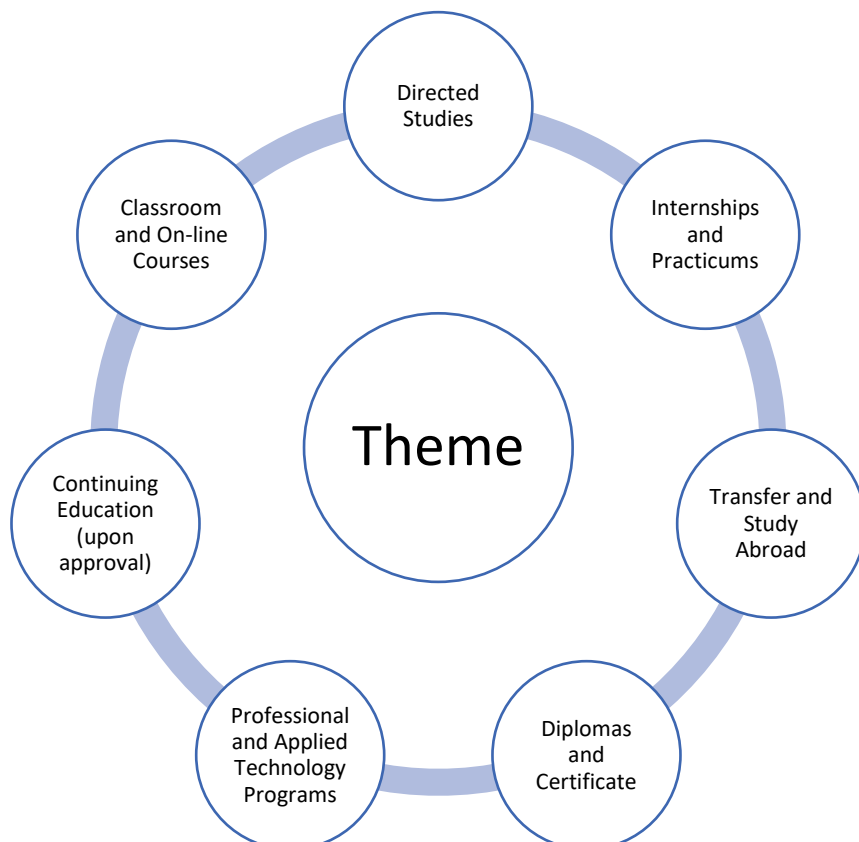 Directed
Studies
Internships
and
Practicums
Transfer and
Study
Abroad
Diplomas
and
Certificate
Professional
and Applied
Technology
Programs
Continuing
Education
(upon
approval)
Classroom
and On-line
Courses
Theme